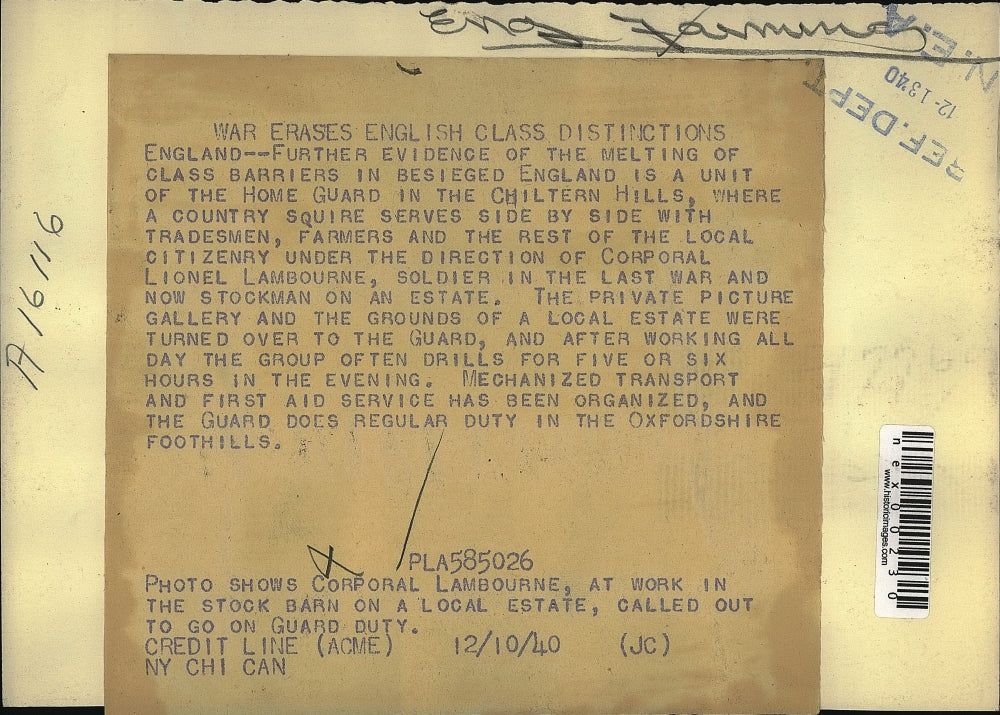 Eng Farming
N. E. A.
12-13-40
REF. DEPT.
A 16116
WAR ERASES ENGLISH CLASS DISTINCTIONS
ENGLAND--FURTHER EVIDENCE OF THE MELTING OF
CLASS BARRIERS IN BESIEGED ENGLAND IS A UNIT
OF THE HOME GUARD IN THE CHILTERN HILLS, WHERE
A COUNTRY SQUIRE SERVES SIDE BY SIDE WITH
TRADESMEN, FARMERS AND THE REST OF THE LOCAL
CITIZENRY UNDER THE DIRECTION OF CORPORAL
LIONEL LAMBOURNE, SOLDIER IN THE LAST WAR AND
NOW STOCKMAN ON AN ESTATE. THE PRIVATE PICTURE
GALLERY AND THE GROUNDS OF A LOCAL ESTATE WERE
TURNED OVER TO THE GUARD, AND AFTER WORKING ALL
DAY THE GROUP OFTEN DRILLS FOR FIVE OR SIX
HOURS IN THE EVENING. MECHANIZED TRANSPORT
AND FIRST AID SERVICE HAS BEEN ORGANIZED, AND
THE GUARD DOES REGULAR DUTY IN THE OXFORDSHIRE
FOOTHILLS.
PLA585026
PHOTO SHOWS CORPORAL LAMBOURNE, AT WORK IN
THE STOCK BARN ON A LOCAL ESTATE, CALLED OUT
TO GO ON GUARD DUTY.
CREDIT LINE (ACME) 12/10/40 (JC)
NY CHI CAN
nex00230
www.historicimages.com